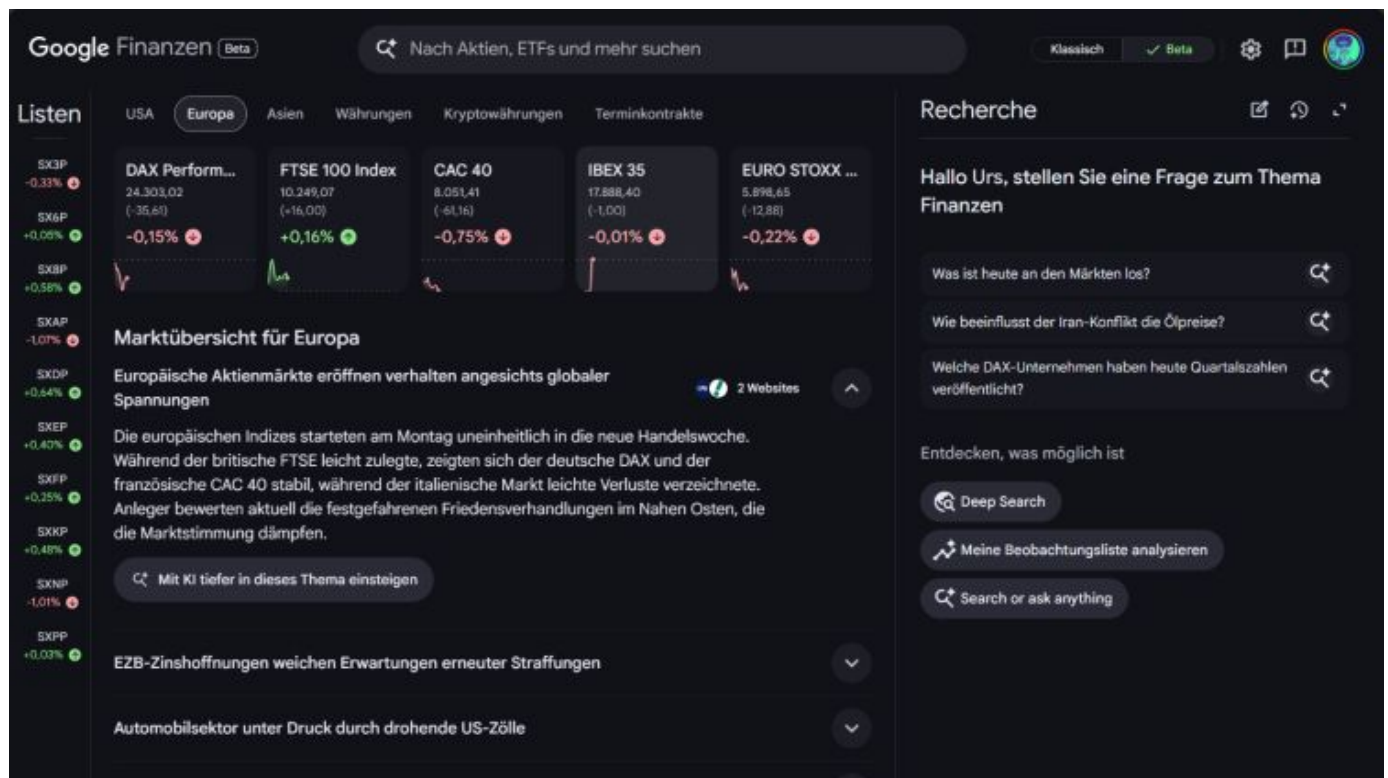 Google Finanzen Beta
Nach Aktien, ETFs und mehr suchen
Klassisch
Beta
Listen
SX3P
-0,33%
SX6P
+0,05%
SX8P
+0,58%
SXAP
-1,07%
SXDP
+0,64%
SXEP
+0,40%
SXFP
+0,25%
SXKP
+0,48%
SXNP
-1,01%
SXPP
+0,03%
USA
Europa
Asien
Währungen
Kryptowährungen
Terminkontrakte
DAX Perform...
24.303,02
(-35,61)
-0,15%
FTSE 100 Index
10.249,07
(+16,00)
+0,16%
CAC 40
8.051,41
(-61,16)
-0,75%
IBEX 35
17.888,40
(-1,00)
-0,01%
EURO STOXX ...
5.898,65
(-12,88)
-0,22%
Marktübersicht für Europa
Europäische Aktienmärkte eröffnen verhalten angesichts globaler
Spannungen
2 Websites
Die europäischen Indizes starteten am Montag uneinheitlich in die neue Handelswoche.
Während der britische FTSE leicht zulegte, zeigten sich der deutsche DAX und der
französische CAC 40 stabil, während der italienische Markt leichte Verluste verzeichnete.
Anleger bewerten aktuell die festgefahrenen Friedensverhandlungen im Nahen Osten, die
die Marktstimmung dämpfen.
Mit KI tiefer in dieses Thema einsteigen
EZB-Zinshoffnungen weichen Erwartungen erneuter Straffungen
Automobilsektor unter Druck durch drohende US-Zölle
Recherche
Hallo Urs, stellen Sie eine Frage zum Thema
Finanzen
Was ist heute an den Märkten los?
Wie beeinflusst der Iran-Konflikt die Ölpreise?
Welche DAX-Unternehmen haben heute Quartalszahlen
veröffentlicht?
Entdecken, was möglich ist
Deep Search
Meine Beobachtungsliste analysieren
Search or ask anything